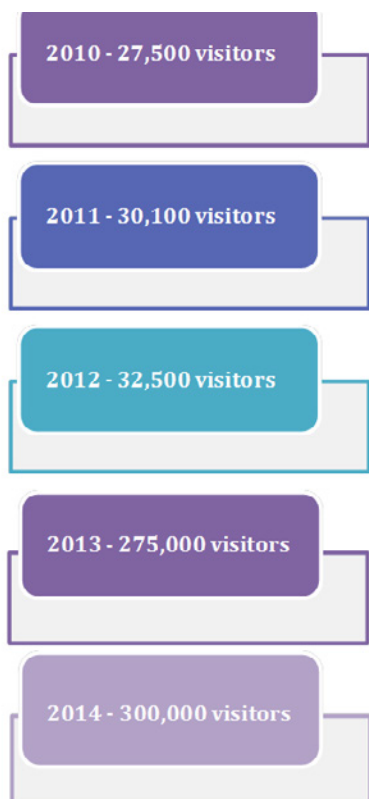 2010 - 27,500 visitors
2011 - 30,100 visitors
2012 - 32,500 visitors
2013 - 275,000 visitors
2014 - 300,000 visitors